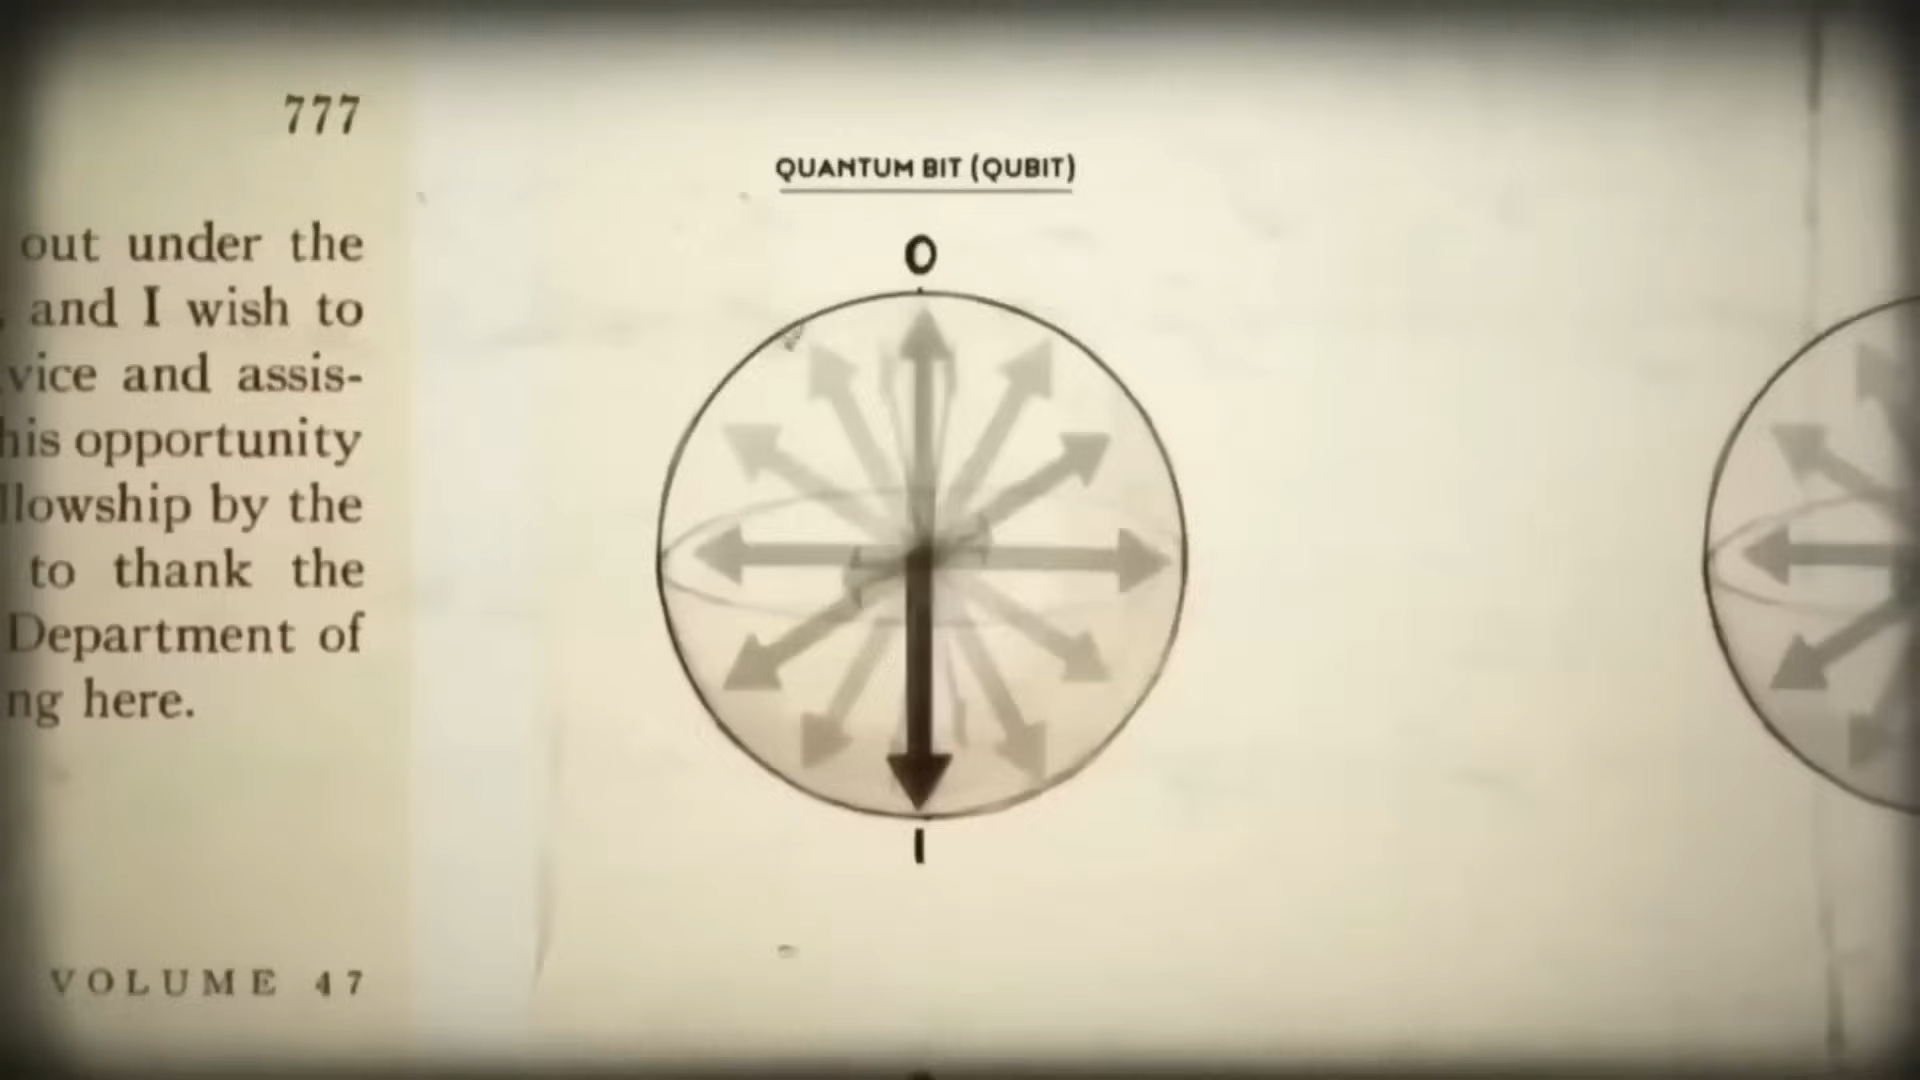 777
out under the
and I wish to
vice and assis-
his opportunity
llowship by the
to thank the
Department of
ng here.
VOLUME 47
QUANTUM BIT (QUBIT)
0
1